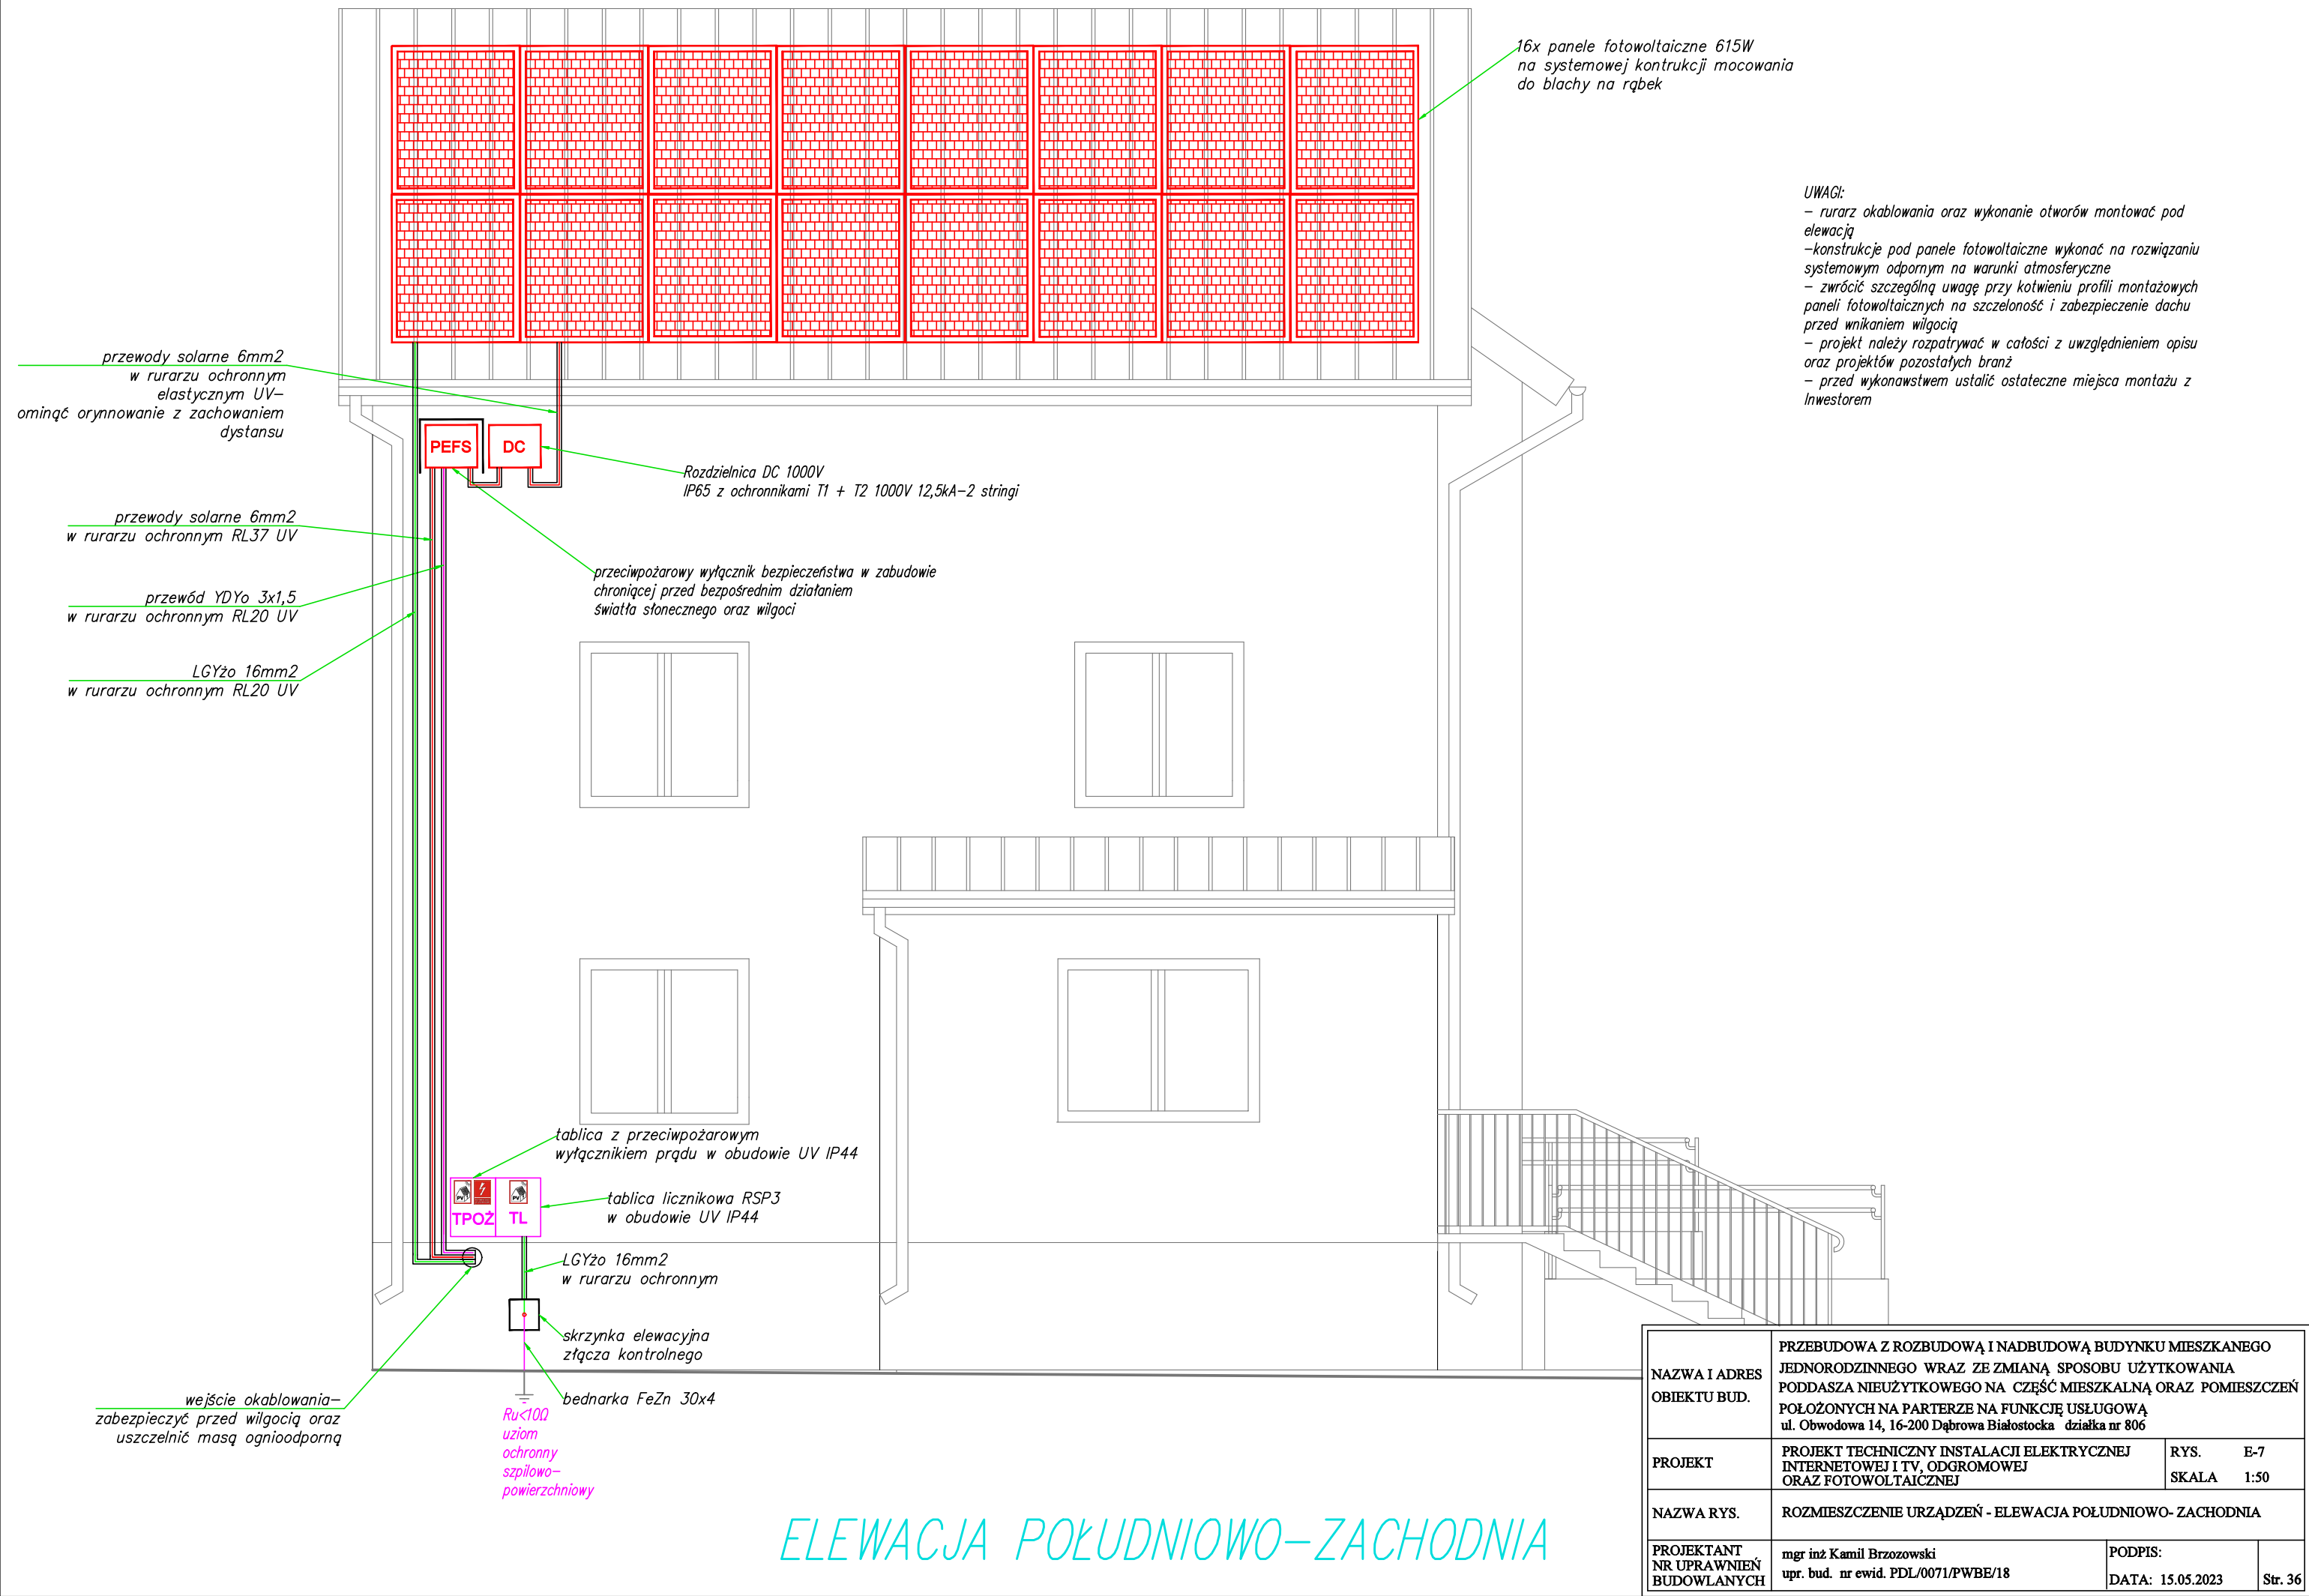 16x panele fotowoltaiczne 615W
na systemowej kontrukcji mocowania
do blachy na rąbek
UWAGI:
- rurarz okablowania oraz wykonanie otworów montować pod
elewacją
-konstrukcje pod panele fotowoltaiczne wykonać na rozwiązaniu
systemowym odpornym na warunki atmosferyczne
- zwrócić szczególną uwagę przy kotwieniu profili montażowych
paneli fotowoltaicznych na szczeloność i zabezpieczenie dachu
przed wnikaniem wilgocią
- projekt należy rozpatrywać w całości z uwzględnieniem opisu
oraz projektów pozostałych branż
- przed wykonawstwem ustalić ostateczne miejsca montażu z
Inwestorem
przewody solarne 6mm2
w rurarzu ochronnym
elastycznym UV-
ominąć orynnowanie z zachowaniem
dystansu
PEFS
DC
Rozdzielnica DC 1000V
IP65 z ochronnikami T1 + T2 1000V 12,5kA-2 stringi
przewody solarne 6mm2
w rurarzu ochronnym RL37 UV
przeciwpożarowy wyłącznik bezpieczeństwa w zabudowie
chroniącej przed bezpośrednim działaniem
światła słonecznego oraz wilgoci
przewód YDYo 3x1,5
w rurarzu ochronnym RL20 UV
LGYżo 16mm2
w rurarzu ochronnym RL20 UV
tablica z przeciwpożarowym
wyłącznikiem prądu w obudowie UV IP44
tablica licznikowa RSP3
w obudowie UV IP44
PV
PV
TPOŻ
TL
LGYżo 16mm2
w rurarzu ochronnym
skrzynka elewacyjna
złącza kontrolnego
bednarka FeZn 30x4
wejście okablowania-
zabezpieczyć przed wilgocią oraz
uszczelnić masą ognioodporną
Ru<10Ω
uziom
ochronny
szpilowo-
powierzchniowy
ELEWACJA POŁUDNIOWO-ZACHODNIA
NAZWA I ADRES
OBIEKTU BUD.
PRZEBUDOWA Z ROZBUDOWĄ I NADBUDOWĄ BUDYNKU MIESZKANEGO
JEDNORODZINNEGO WRAZ ZE ZMIANĄ SPOSOBU UŻYTKOWANIA
PODDASZA NIEUŻYTKOWEGO NA CZĘŚĆ MIESZKALNĄ ORAZ POMIESZCZEŃ
POŁOŻONYCH NA PARTERZE NA FUNKCJĘ USŁUGOWĄ
ul. Obwodowa 14, 16-200 Dąbrowa Białostocka działka nr 806
PROJEKT
PROJEKT TECHNICZNY INSTALACJI ELEKTRYCZNEJ
INTERNETOWEJ I TV, ODGROMOWEJ
ORAZ FOTOWOLTAICZNEJ
RYS. E-7
SKALA 1:50
NAZWA RYS.
ROZMIESZCZENIE URZĄDZEŃ - ELEWACJA POŁUDNIOWO- ZACHODNIA
PROJEKTANT
NR UPRAWNIEŃ
BUDOWLANYCH
mgr inż Kamil Brzozowski
upr. bud. nr ewid. PDL/0071/PWBE/18
PODPIS:
DATA: 15.05.2023
Str. 36